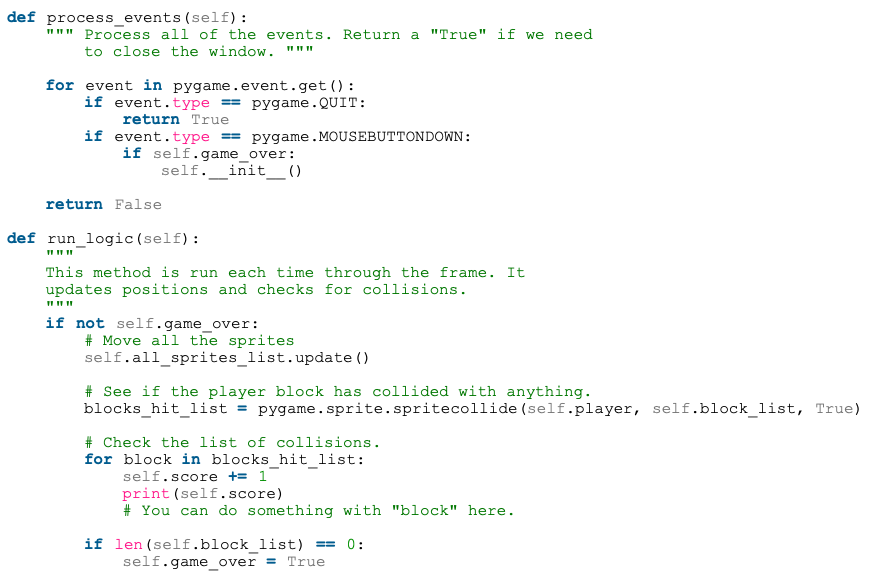 def process_events(self):
    """ Process all of the events. Return a "True" if we need
        to close the window. """

    for event in pygame.event.get():
        if event.type == pygame.QUIT:
            return True
        if event.type == pygame.MOUSEBUTTONDOWN:
            if self.game_over:
                self.__init__()

    return False

def run_logic(self):
    """
    This method is run each time through the frame. It
    updates positions and checks for collisions.
    """
    if not self.game_over:
        # Move all the sprites
        self.all_sprites_list.update()

        # See if the player block has collided with anything.
        blocks_hit_list = pygame.sprite.spritecollide(self.player, self.block_list, True)

        # Check the list of collisions.
        for block in blocks_hit_list:
            self.score += 1
            print(self.score)
            # You can do something with "block" here.

        if len(self.block_list) == 0:
            self.game_over = True